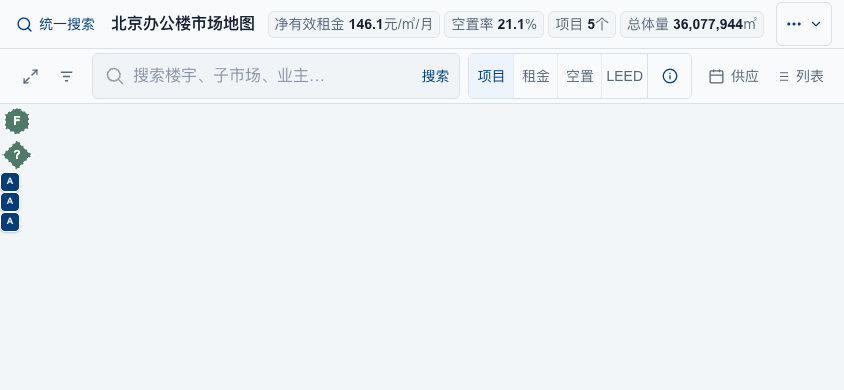 统一搜索 北京办公楼市场地图 净有效租金 146.1元/㎡/月 空置率 21.1% 项目 5个 总体量 36,077,944㎡
搜索楼宇、子市场、业主... 搜索 项目 租金 空置 LEED 供应 列表
F
?
A
A
A